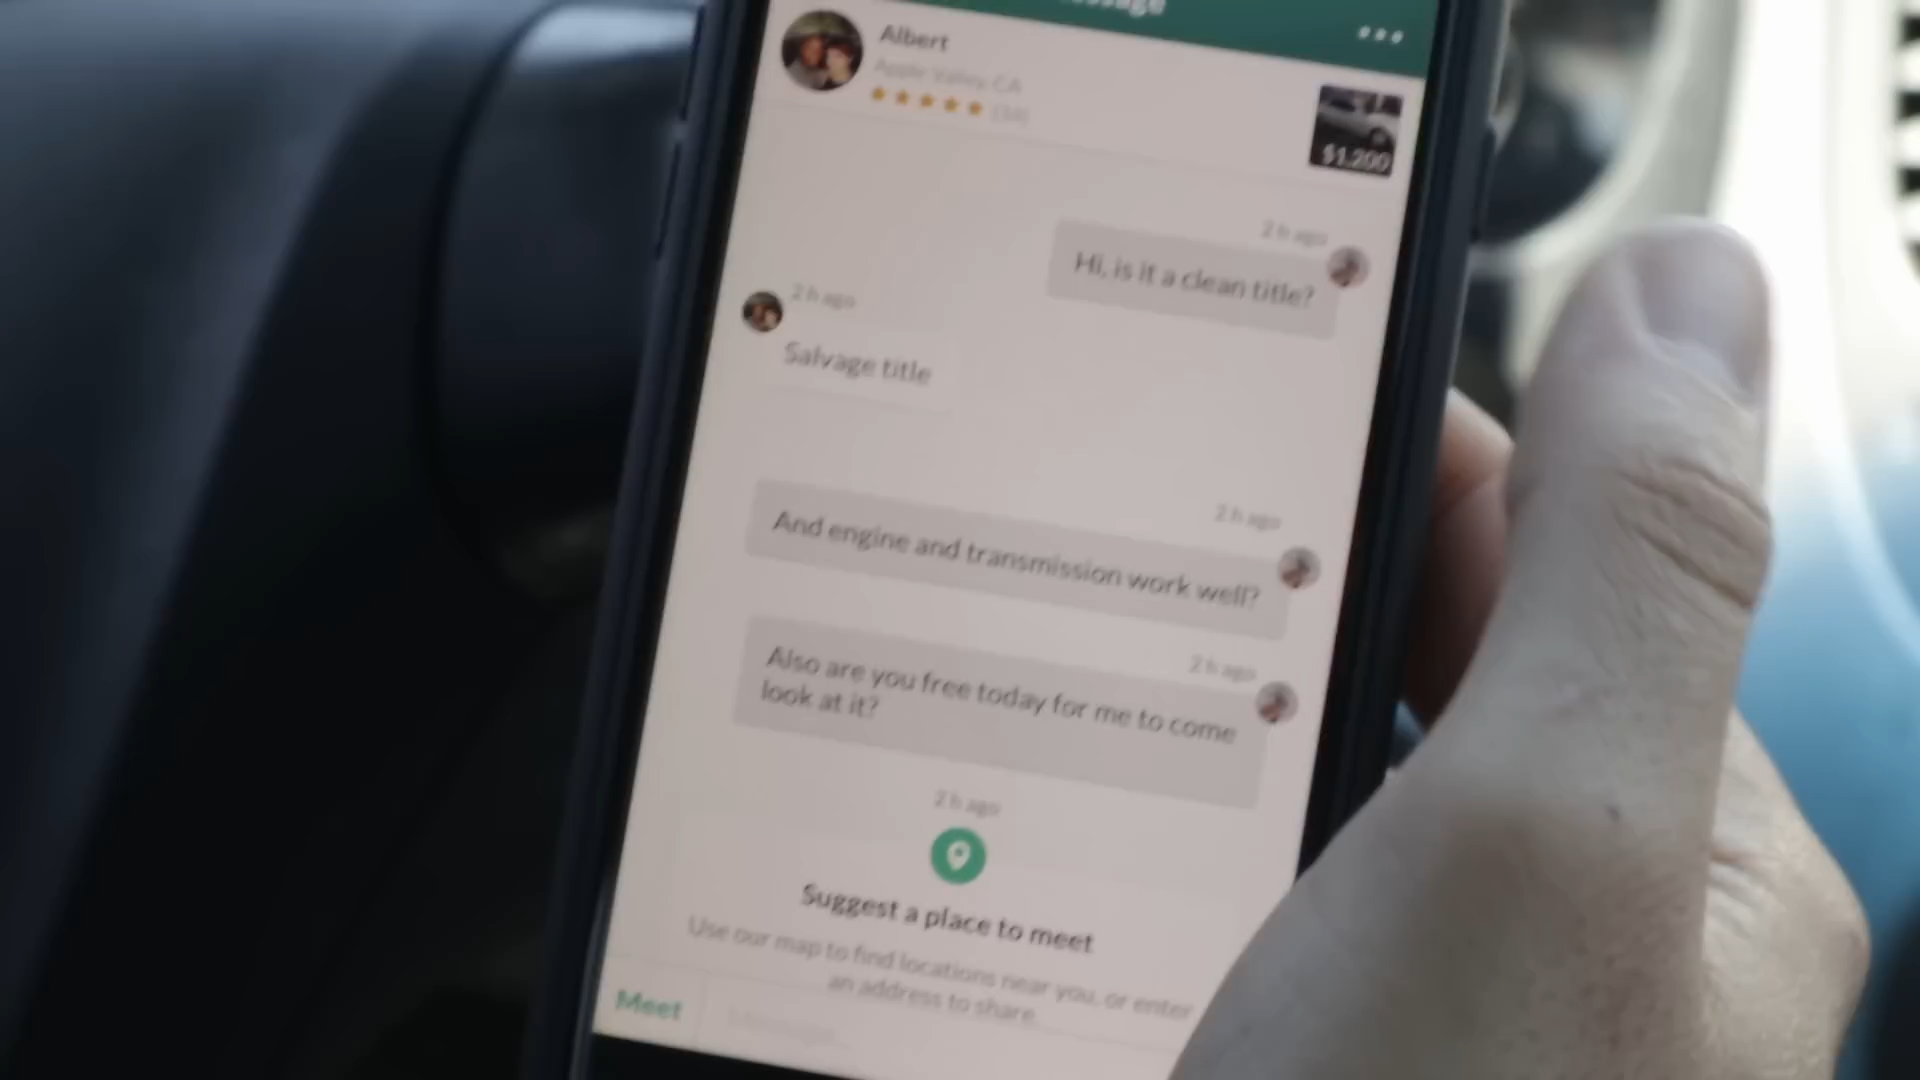 Albert
Apple Valley, CA
$1,200
2 h ago
Hi, is it a clean title?
2 h ago
Salvage title
2 h ago
And engine and transmission work well?
2 h ago
Also are you free today for me to come
look at it?
2 h ago
Suggest a place to meet
Use our map to find locations near you, or enter
an address to share
Meet